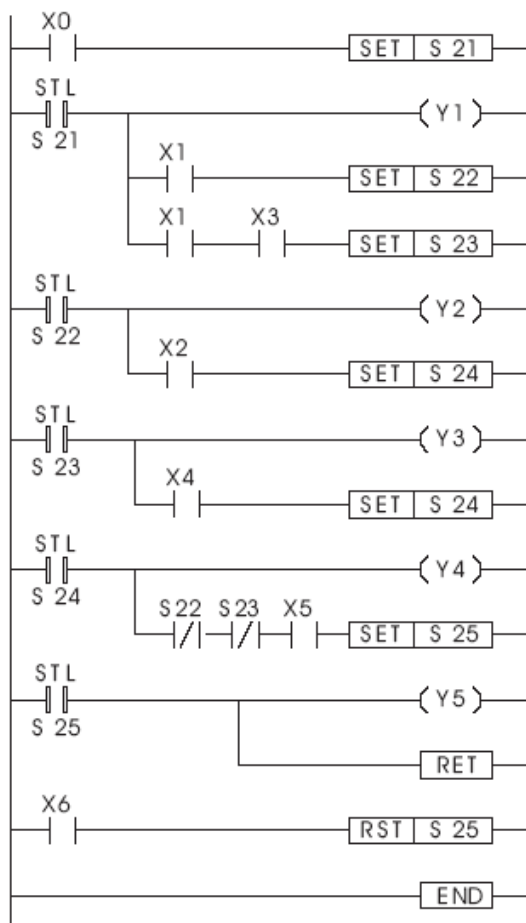 X0
SET S 21
STL
S 21
Y1
X1
SET S 22
X1 X3
SET S 23
STL
S 22
Y2
X2
SET S 24
STL
S 23
Y3
X4
SET S 24
STL
S 24
Y4
S22 S23 X5
SET S 25
STL
S 25
Y5
RET
X6
RST S 25
END